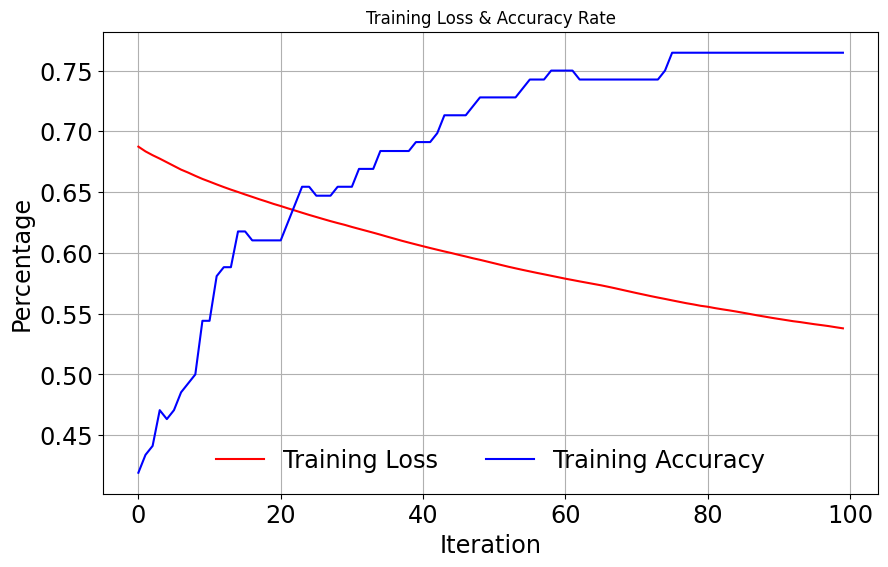 Training Loss & Accuracy Rate
Percentage
0.75
0.70
0.65
0.60
0.55
0.50
0.45
Training Loss Training Accuracy
0 20 40 60 80 100
Iteration